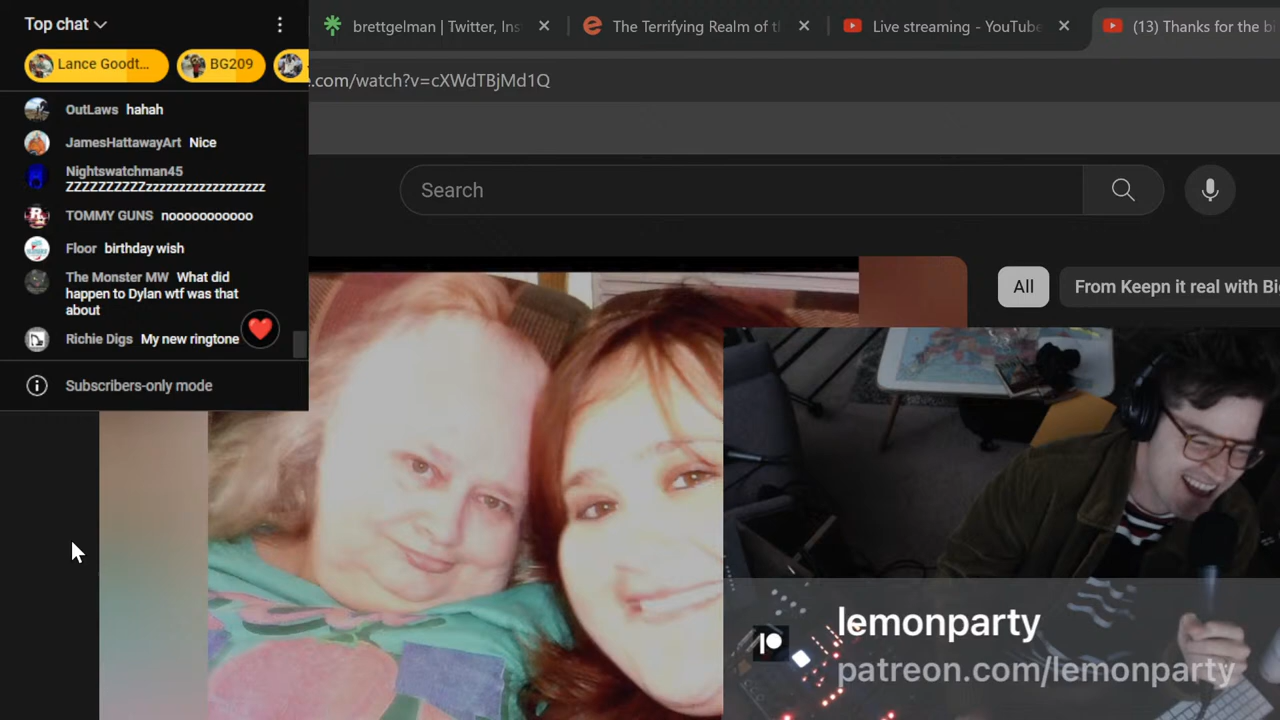 Top chat
Lance Goodt...
BG209
OutLaws hahah
JamesHattawayArt Nice
Nightswatchman45
ZZZZZZZZZZzzzzzzzzzzzzzzzzzzz
TOMMY GUNS nooooooooooo
Floor birthday wish
The Monster MW What did
happen to Dylan wtf was that
about
Richie Digs My new ringtone
Subscribers-only mode
brettgelman | Twitter, Ins
The Terrifying Realm of t
Live streaming - YouTube
(13) Thanks for the b
.com/watch?v=cXWdTBjMd1Q
Search
All
From Keepn it real with Bi
lemonparty
patreon.com/lemonparty